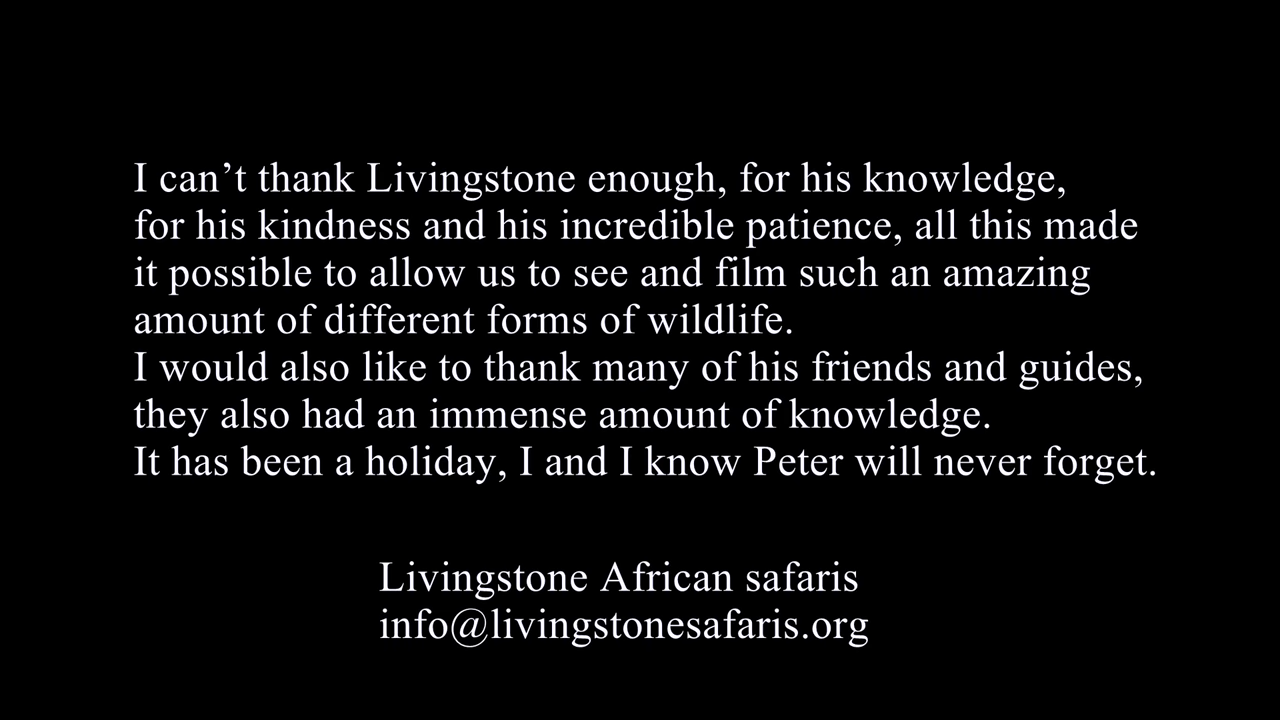 I can’t thank Livingstone enough, for his knowledge,
for his kindness and his incredible patience, all this made
it possible to allow us to see and film such an amazing
amount of different forms of wildlife.
I would also like to thank many of his friends and guides,
they also had an immense amount of knowledge.
It has been a holiday, I and I know Peter will never forget.
Livingstone African safaris
info@livingstonesafaris.org